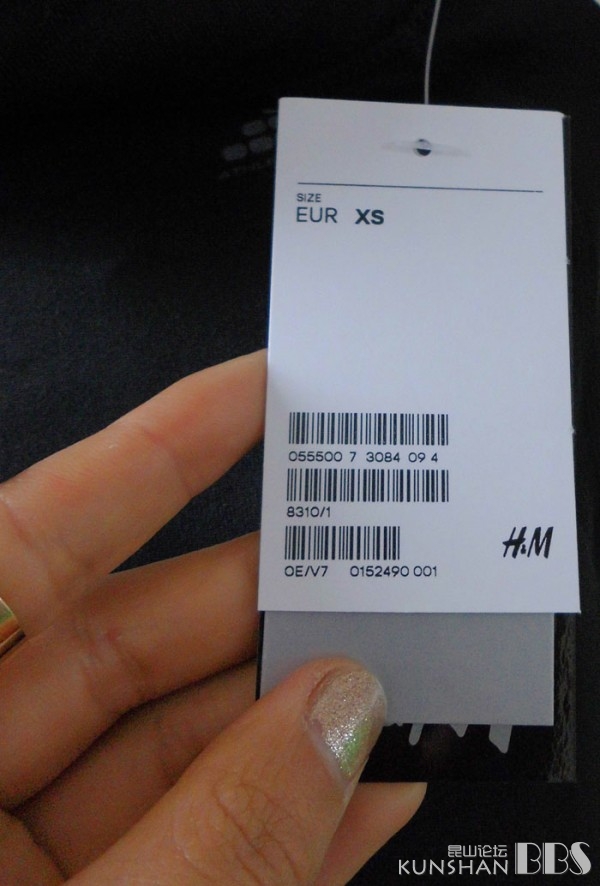 SIZE
EUR XS
055500 7 3084 09 4
8310/1
OE/V7 0152490 001
H&M
昆山论坛
KUNSHAN BBS